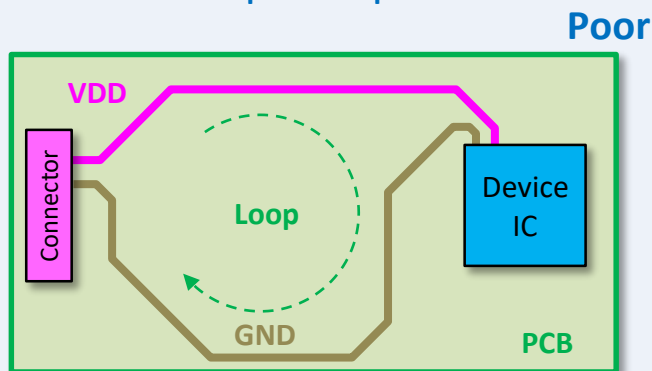 Poor
VDD
Connector
Loop
Device
IC
GND
PCB